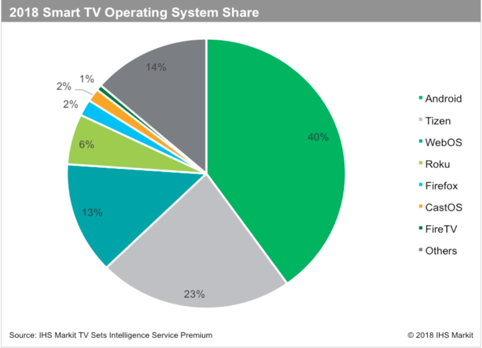 2018 Smart TV Operating System Share
14%
1%
2%
2%
6%
13%
23%
40%
Android
Tizen
WebOS
Roku
Firefox
CastOS
FireTV
Others
Source: IHS Markit TV Sets Intelligence Service Premium
© 2018 IHS Markit